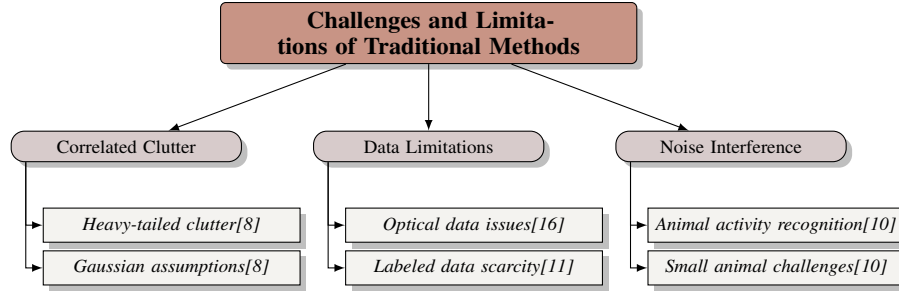 Challenges and Limita-
tions of Traditional Methods
Correlated Clutter
Data Limitations
Noise Interference
Heavy-tailed clutter[8]
Optical data issues[16]
Animal activity recognition[10]
Gaussian assumptions[8]
Labeled data scarcity[11]
Small animal challenges[10]